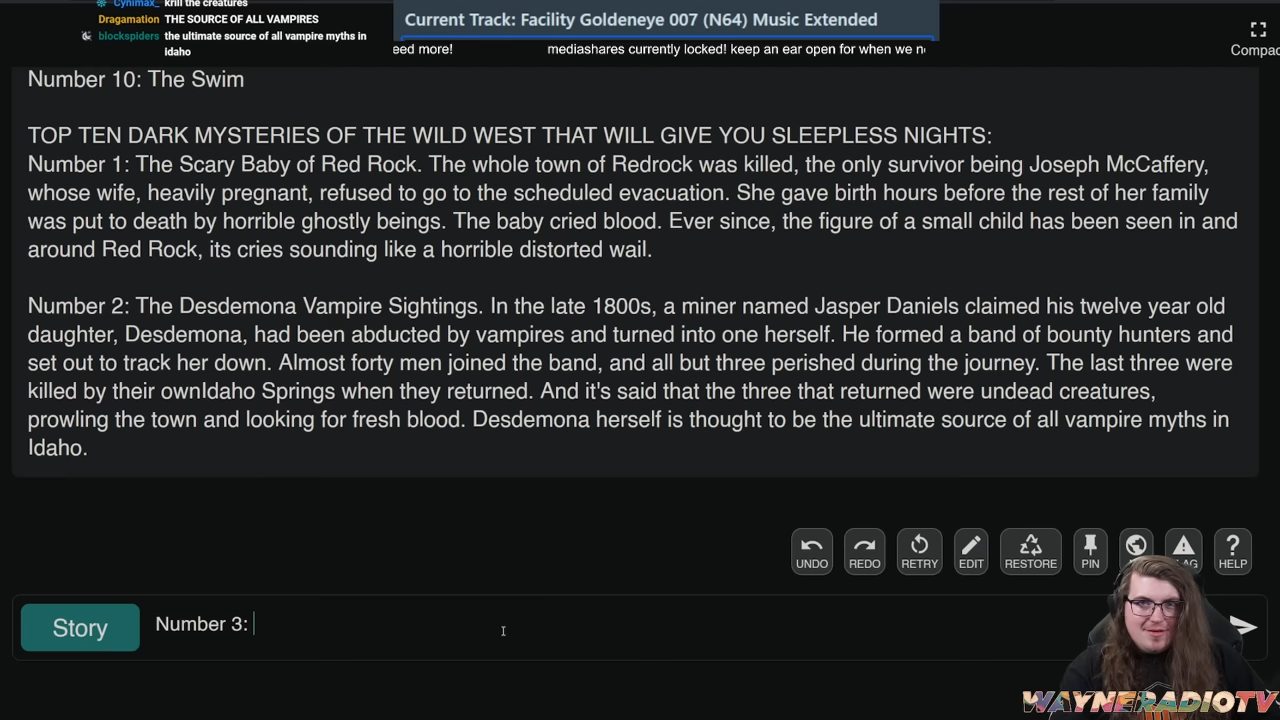 Cynimax_ krill the creatures
Dragamation THE SOURCE OF ALL VAMPIRES
blockspiders the ultimate source of all vampire myths in
idaho
Current Track: Facility Goldeneye 007 (N64) Music Extended
eed more! mediashares currently locked! keep an ear open for when we n
Compac
Number 10: The Swim
TOP TEN DARK MYSTERIES OF THE WILD WEST THAT WILL GIVE YOU SLEEPLESS NIGHTS:
Number 1: The Scary Baby of Red Rock. The whole town of Redrock was killed, the only survivor being Joseph McCaffery,
whose wife, heavily pregnant, refused to go to the scheduled evacuation. She gave birth hours before the rest of her family
was put to death by horrible ghostly beings. The baby cried blood. Ever since, the figure of a small child has been seen in and
around Red Rock, its cries sounding like a horrible distorted wail.
Number 2: The Desdemona Vampire Sightings. In the late 1800s, a miner named Jasper Daniels claimed his twelve year old
daughter, Desdemona, had been abducted by vampires and turned into one herself. He formed a band of bounty hunters and
set out to track her down. Almost forty men joined the band, and all but three perished during the journey. The last three were
killed by their ownIdaho Springs when they returned. And it's said that the three that returned were undead creatures,
prowling the town and looking for fresh blood. Desdemona herself is thought to be the ultimate source of all vampire myths in
Idaho.
UNDO REDO RETRY EDIT RESTORE PIN HELP
Story Number 3:
WAYNERADIOTV